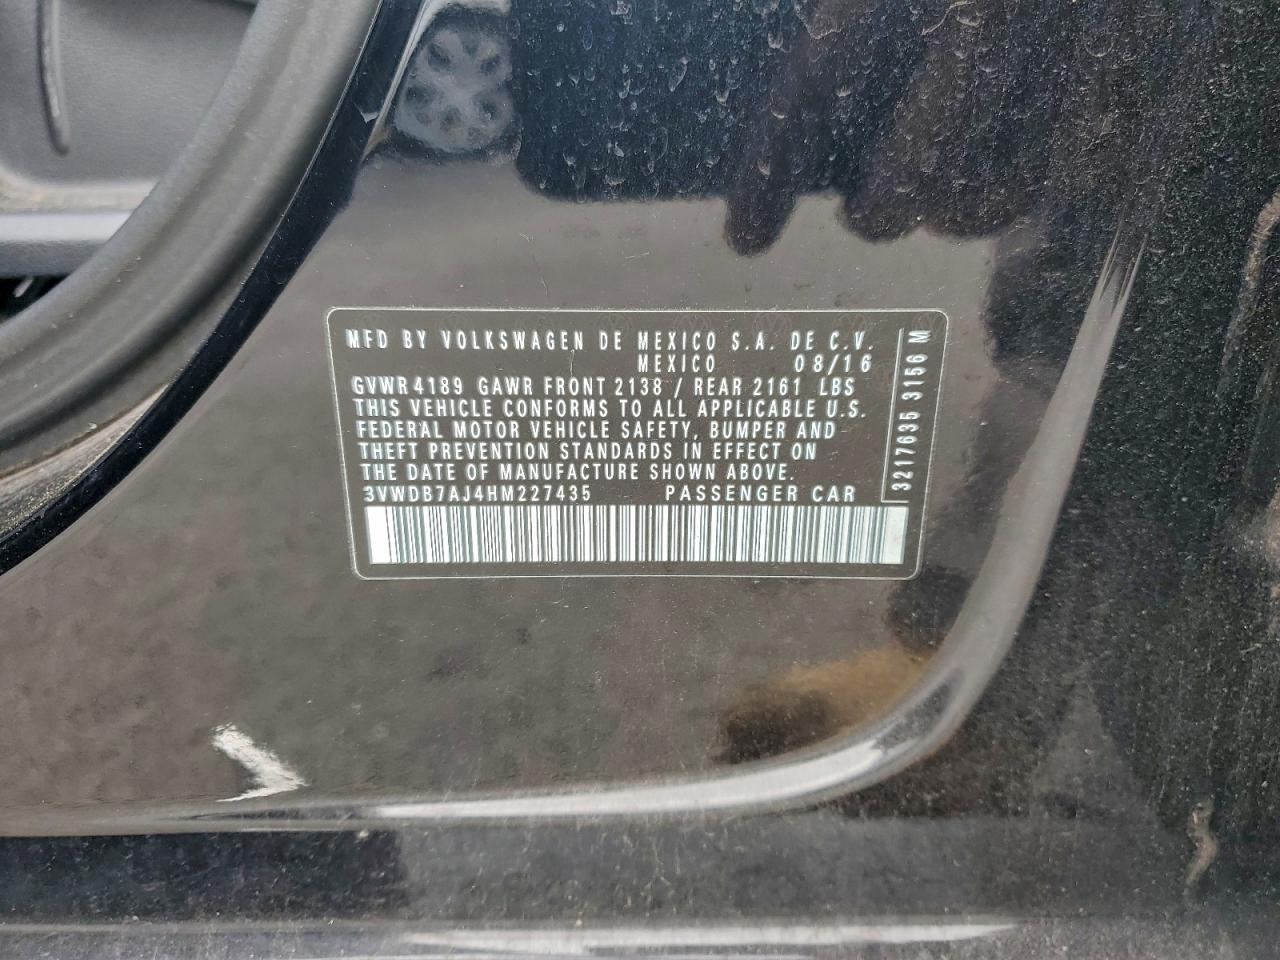 MFD BY VOLKSWAGEN DE MEXICO S.A. DE C.V.
MEXICO 08/16
GVWR 4189 GAWR FRONT 2138 / REAR 2161 LBS
THIS VEHICLE CONFORMS TO ALL APPLICABLE U.S.
FEDERAL MOTOR VEHICLE SAFETY, BUMPER AND
THEFT PREVENTION STANDARDS IN EFFECT ON
THE DATE OF MANUFACTURE SHOWN ABOVE.
3VWDB7AJ4HM227435 PASSENGER CAR
3217635 3156 M